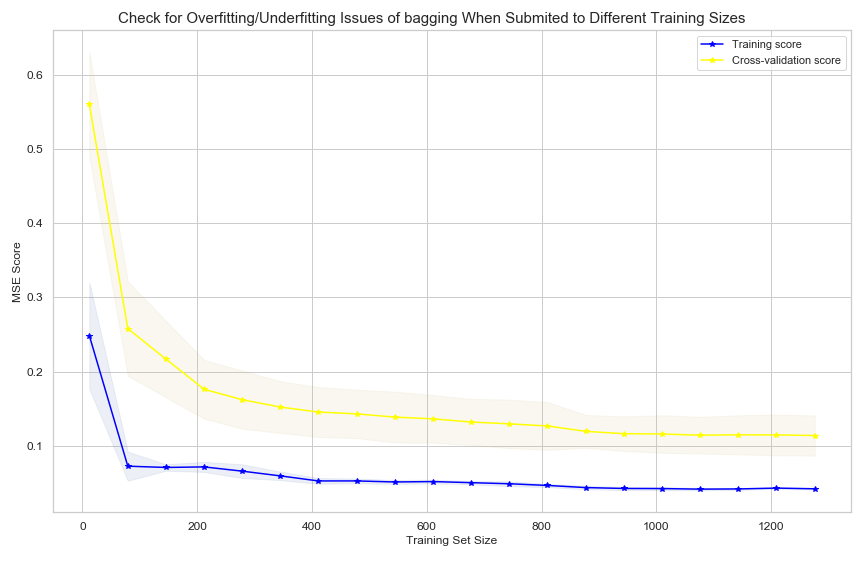 Check for Overfitting/Underfitting Issues of bagging When Submited to Different Training Sizes
Training score
Cross-validation score
MSE Score
0.6
0.5
0.4
0.3
0.2
0.1
0 200 400 600 800 1000 1200
Training Set Size